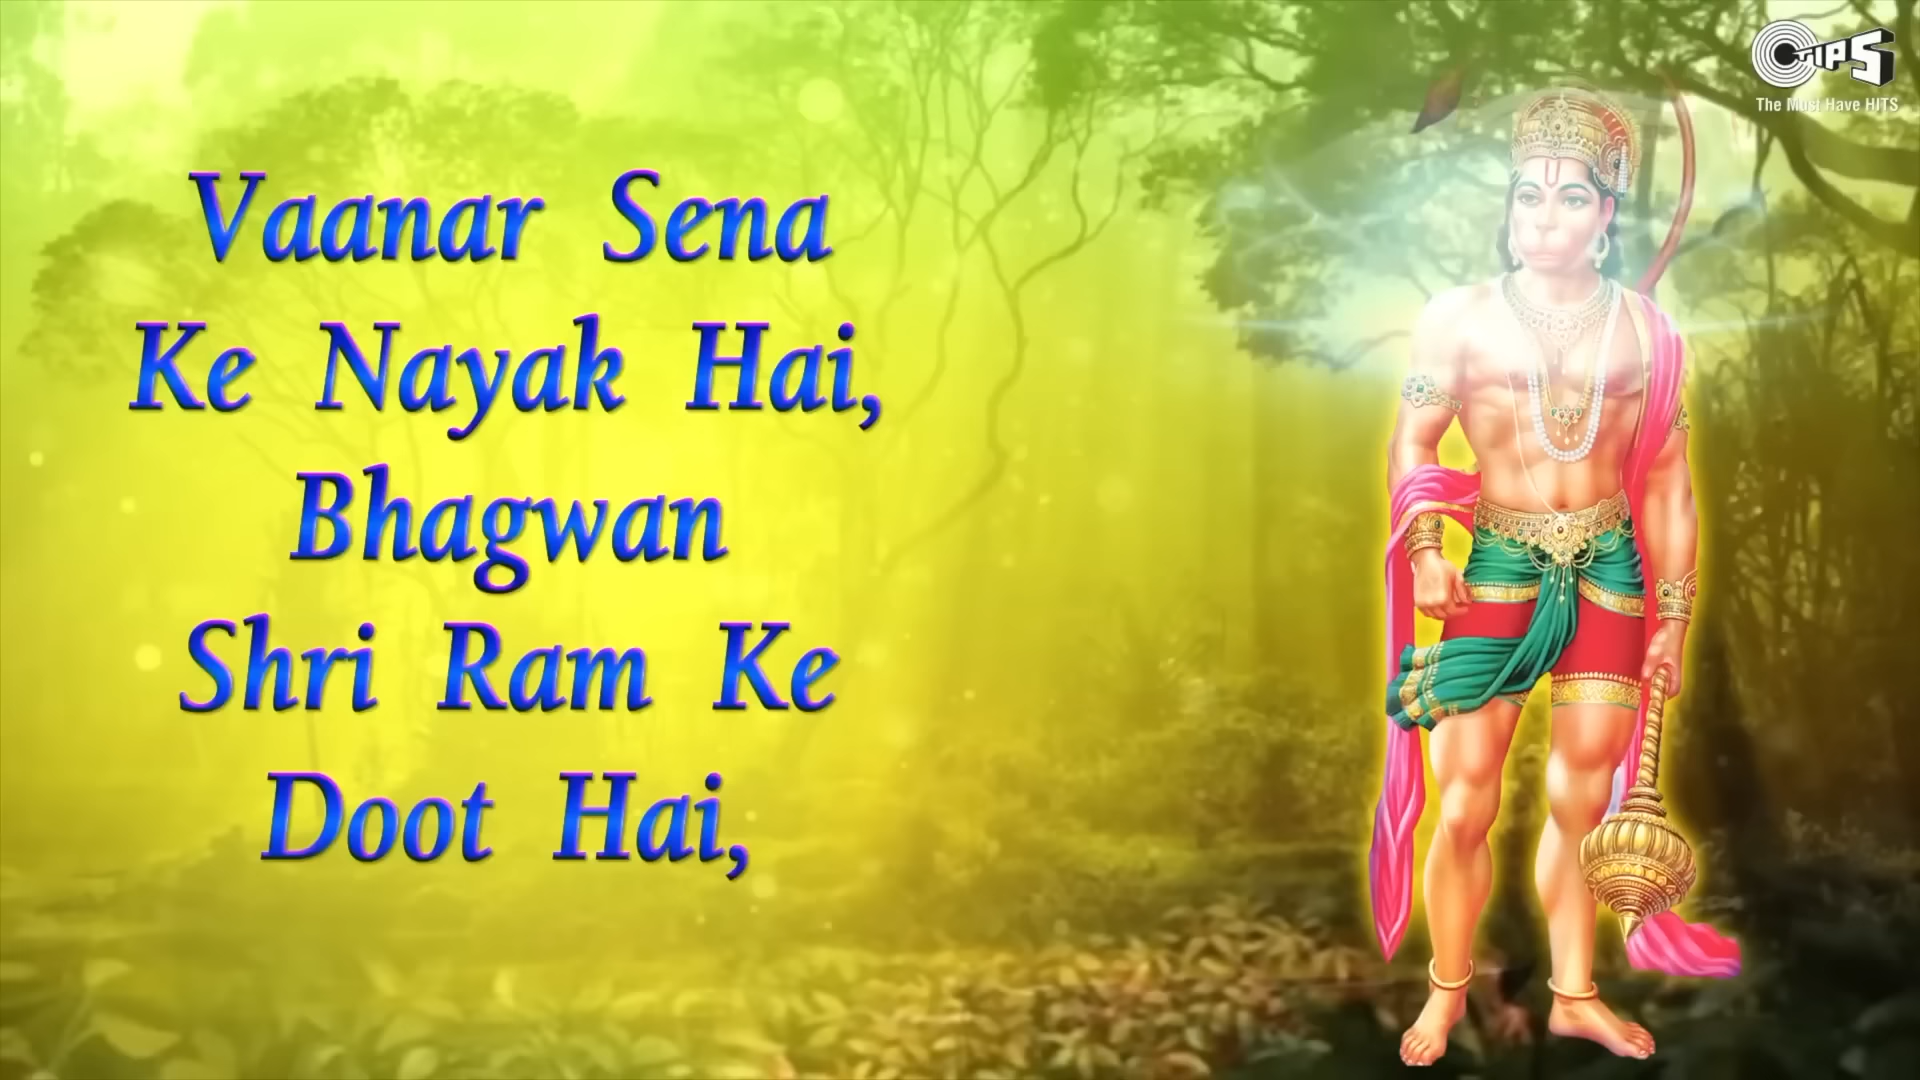 Vaanar Sena
Ke Nayak Hai,
Bhagwan
Shri Ram Ke
Doot Hai,
TIPS
The Must Have HITS